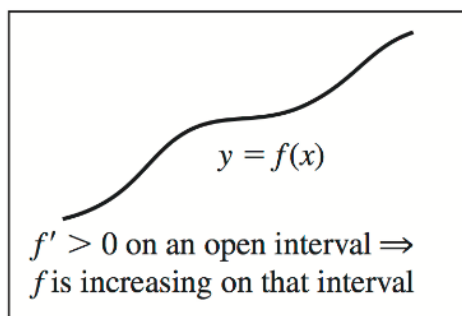 y = f(x)
f′ > 0 on an open interval ⇒
f is increasing on that interval